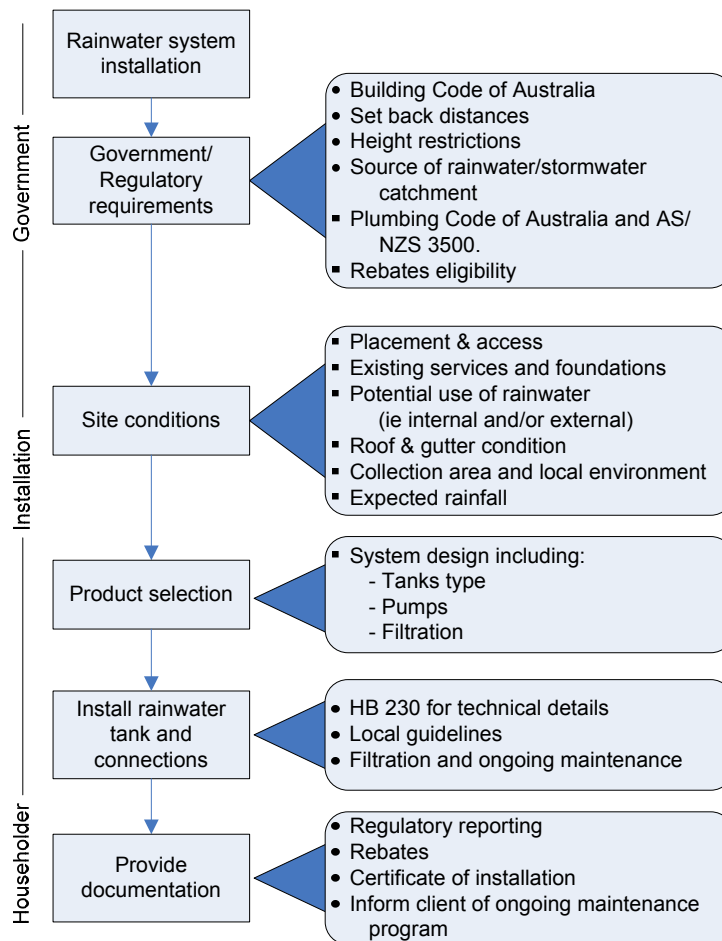 Rainwater system
installation
Government/
Regulatory
requirements
• Building Code of Australia
• Set back distances
• Height restrictions
• Source of rainwater/stormwater
catchment
▪ Plumbing Code of Australia and AS/
NZS 3500.
▪ Rebates eligibility
Government
Site conditions
▪ Placement & access
▪ Existing services and foundations
▪ Potential use of rainwater
(ie internal and/or external)
▪ Roof & gutter condition
▪ Collection area and local environment
▪ Expected rainfall
Installation
Product selection
▪ System design including:
- Tanks type
- Pumps
- Filtration
Install rainwater
tank and
connections
• HB 230 for technical details
• Local guidelines
• Filtration and ongoing maintenance
Householder
Provide
documentation
• Regulatory reporting
• Rebates
• Certificate of installation
• Inform client of ongoing maintenance
program